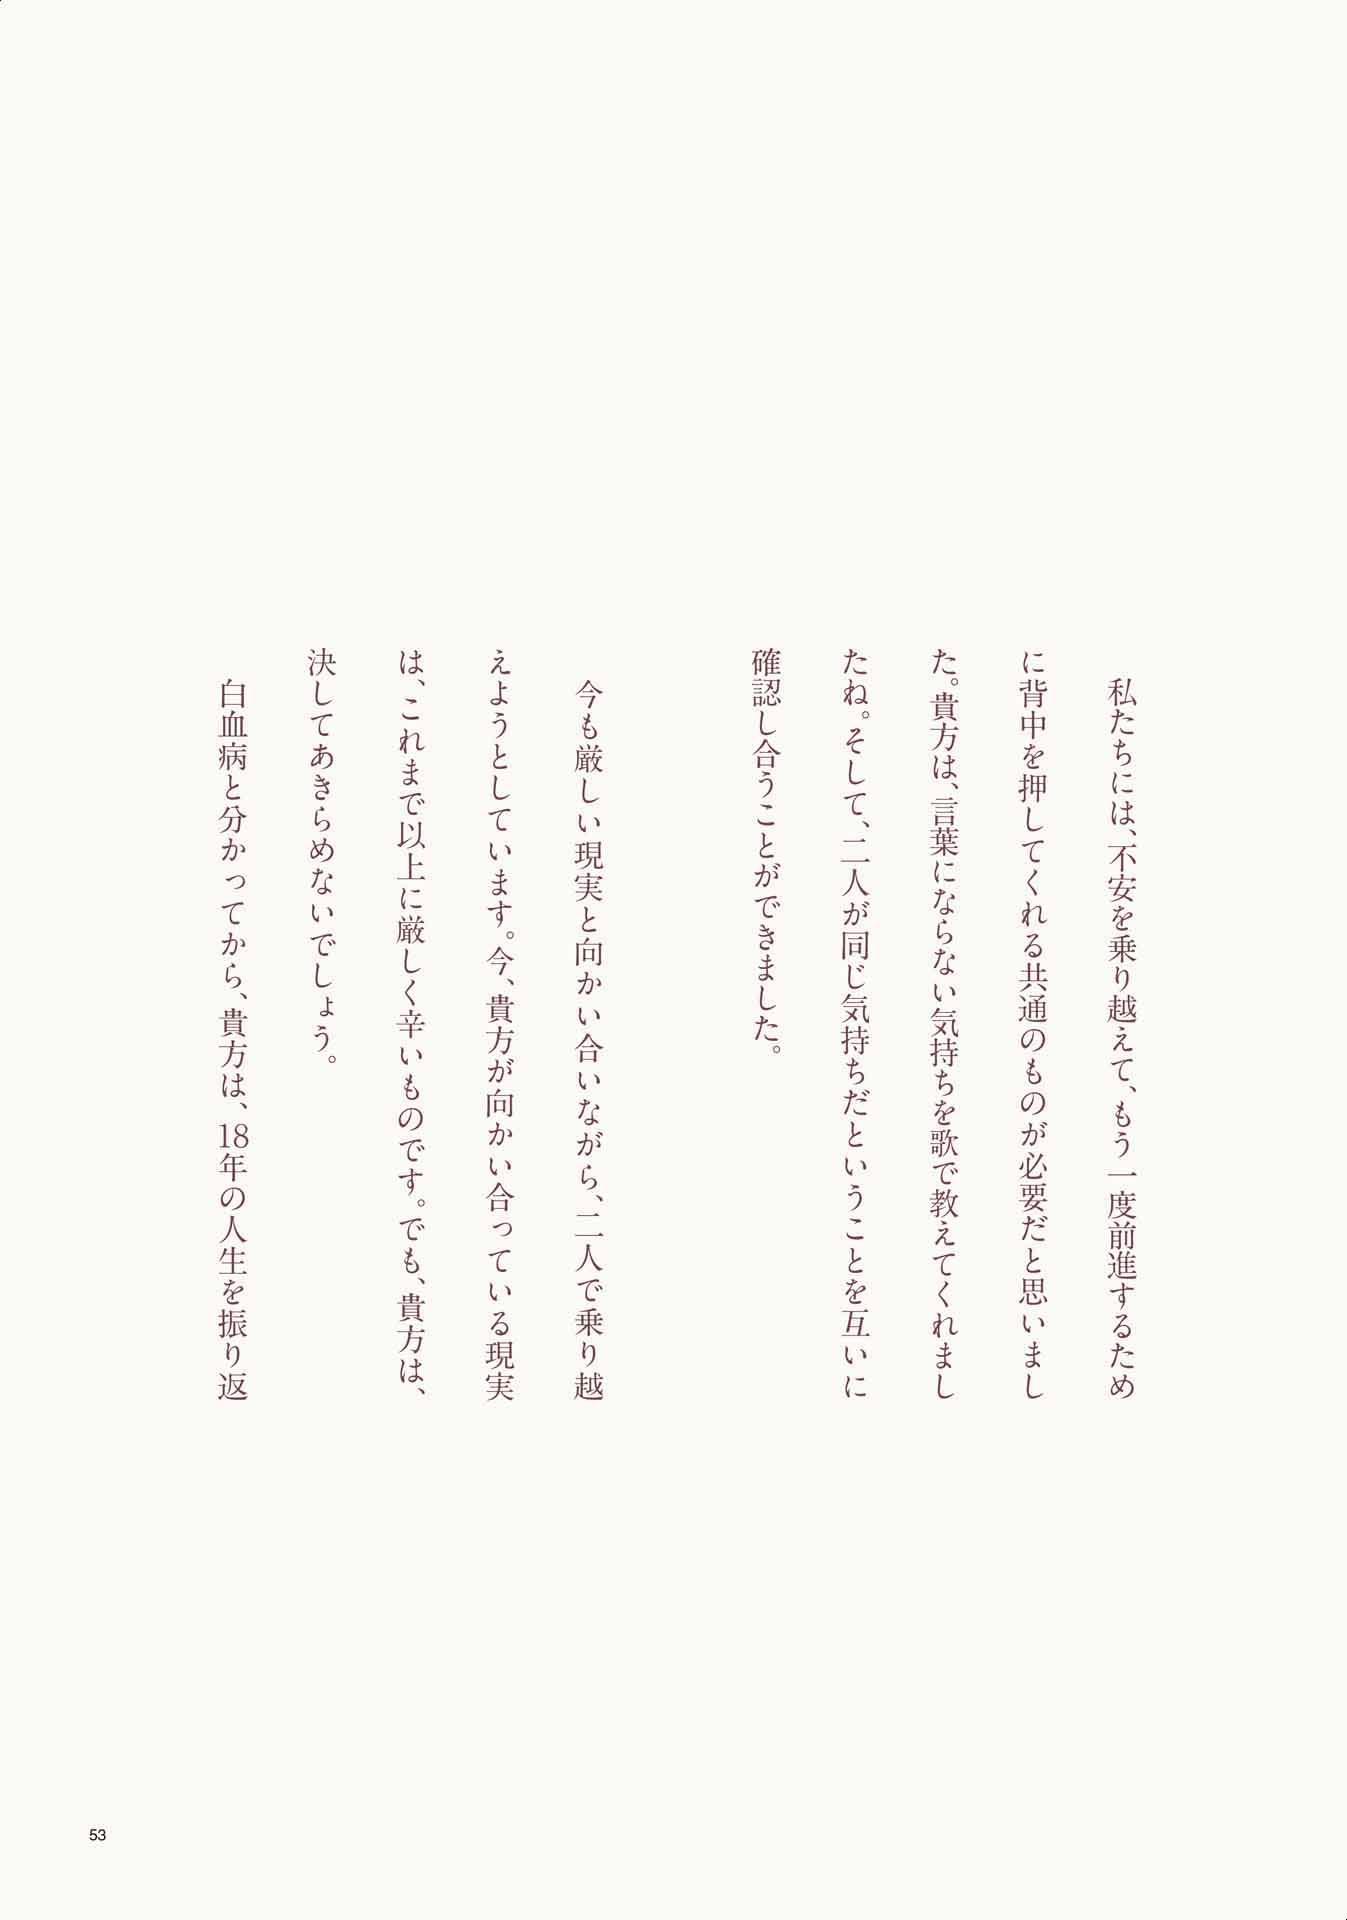 私たちには、不安を乗り越えて、もう一度前進するため
に背中を押してくれる共通のものが必要だと思いまし
た。貴方は、言葉にならない気持ちを歌で教えてくれまし
たね。そして、二人が同じ気持ちだということを互いに
確認し合うことができました。
今も厳しい現実と向かい合いながら、二人で乗り越
えようとしています。今、貴方が向かい合っている現実
は、これまで以上に厳しく辛いものです。でも、貴方は、
決してあきらめないでしょう。
白血病と分かってから、貴方は、18年の人生を振り返
53